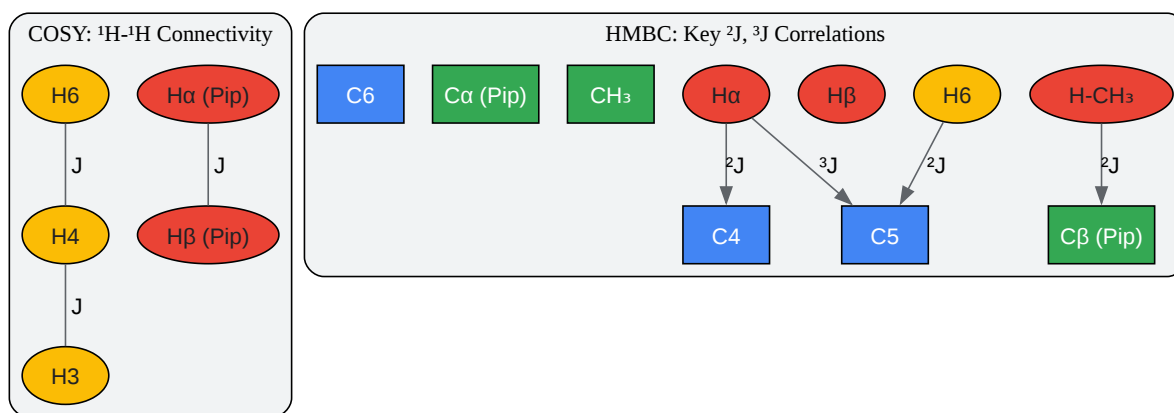 COSY: ¹H-¹H Connectivity
H6
Hα (Pip)
J
J
H4
Hβ (Pip)
J
H3
HMBC: Key ²J, ³J Correlations
C6
Cα (Pip)
CH₃
Hα
Hβ
H6
H-CH₃
²J
³J
²J
²J
C4
C5
Cβ (Pip)